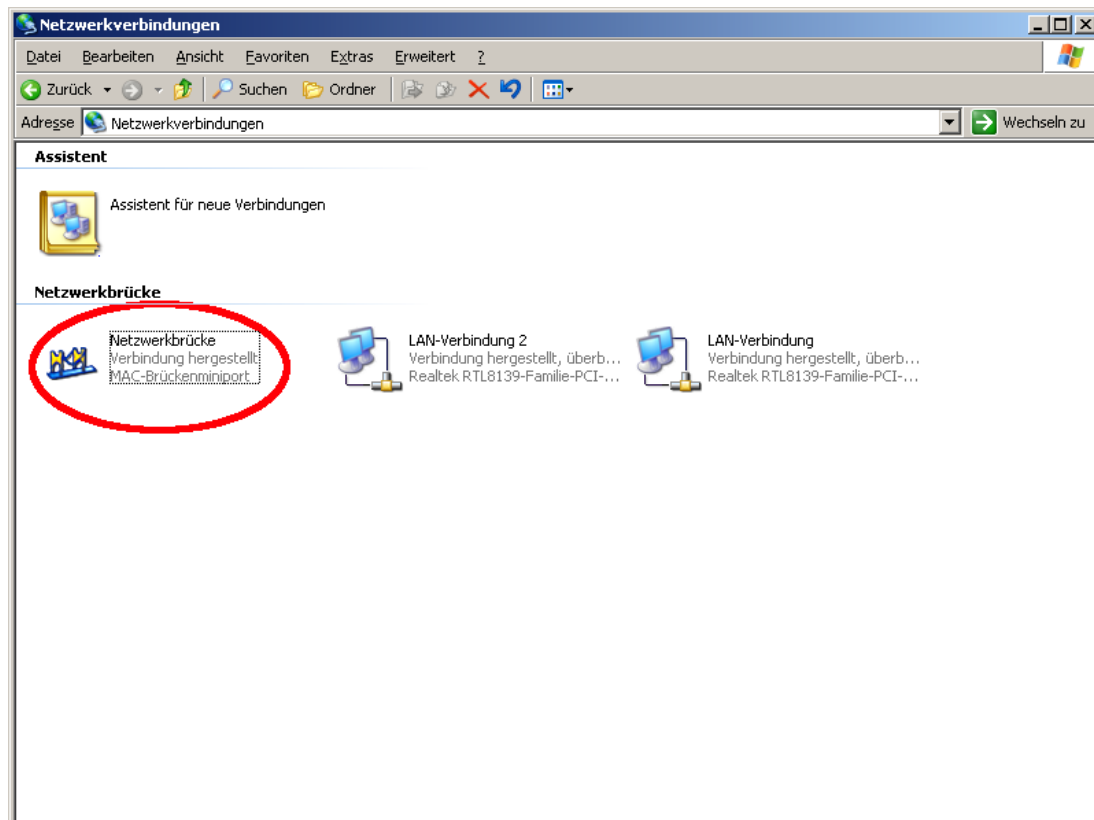 Netzwerkverbindungen
Datei Bearbeiten Ansicht Favoriten Extras Erweitert ?
Zurück Suchen Ordner
Adresse Netzwerkverbindungen Wechseln zu
Assistent
Assistent für neue Verbindungen
Netzwerkbrücke
Netzwerkbrücke
Verbindung hergestellt
MAC-Brückenminiport
LAN-Verbindung 2
Verbindung hergestellt, überb...
Realtek RTL8139-Familie-PCI-...
LAN-Verbindung
Verbindung hergestellt, überb...
Realtek RTL8139-Familie-PCI-...